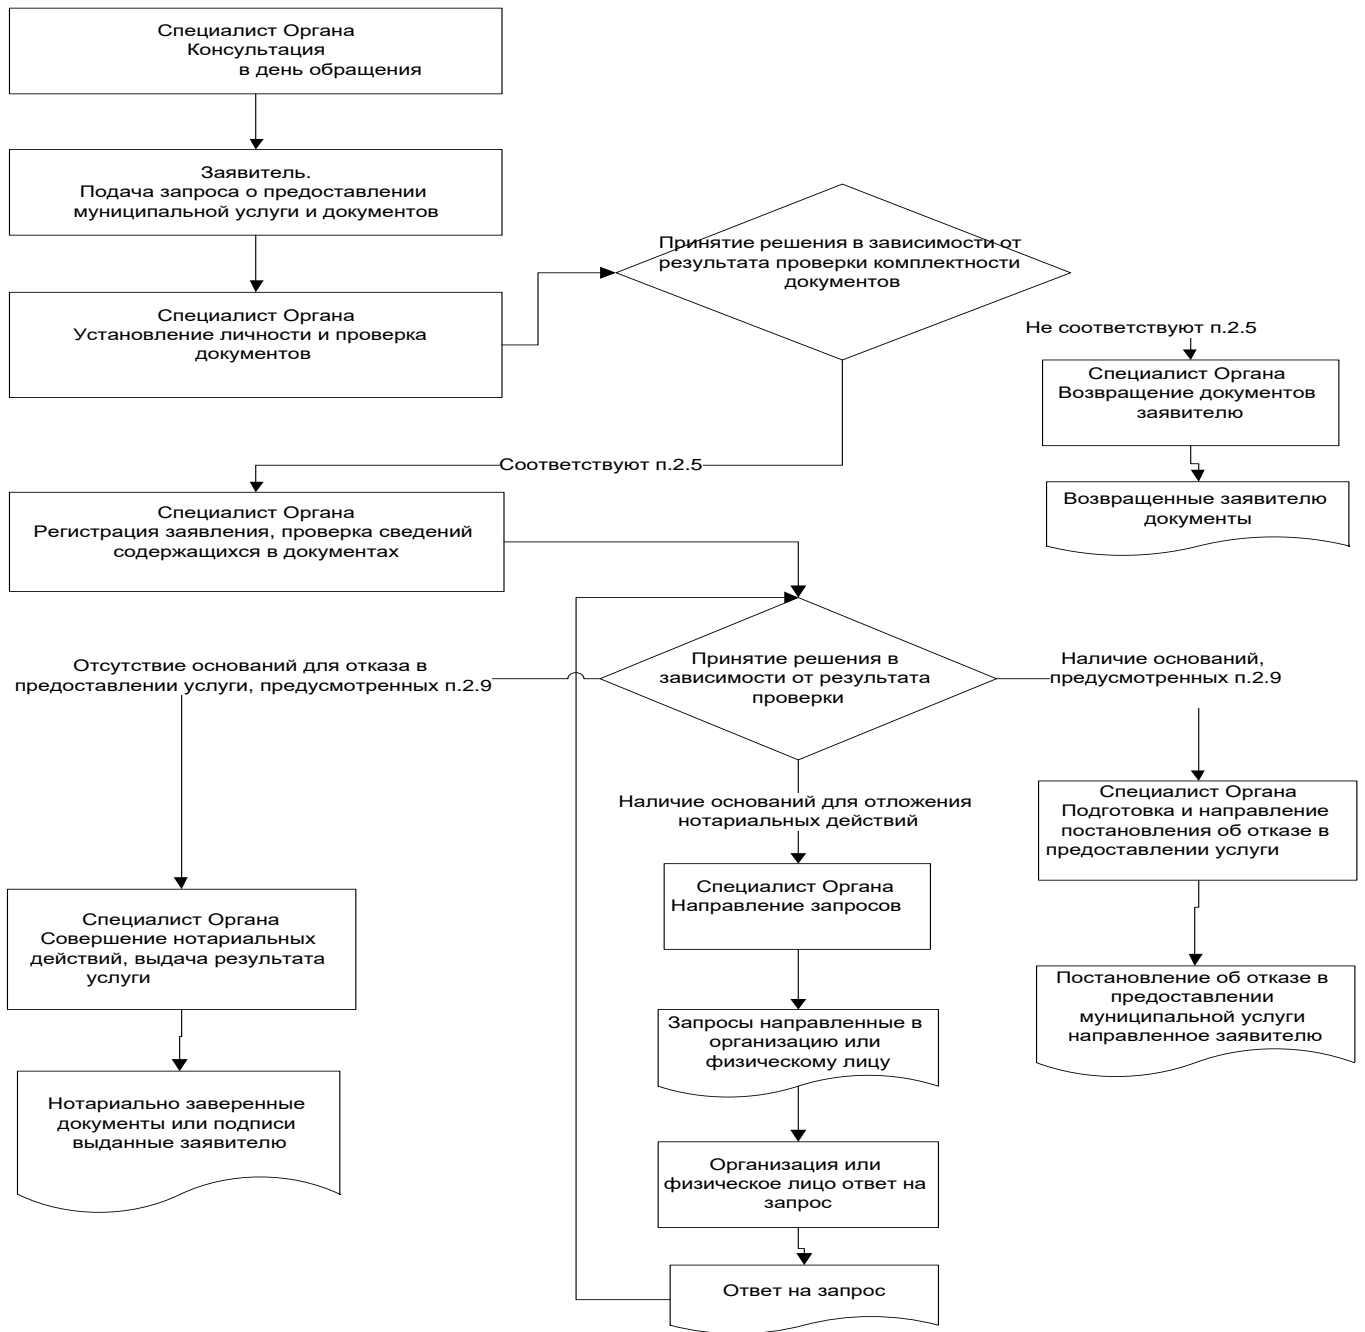 Специалист Органа
Консультация
в день обращения
Заявитель.
Подача запроса о предоставлении
муниципальной услуги и документов
Специалист Органа
Установление личности и проверка
документов
Принятие решения в зависимости от
результата проверки комплектности
документов
Не соответствуют п.2.5
Специалист Органа
Возвращение документов
заявителю
Возвращенные заявителю
документы
Соответствуют п.2.5
Специалист Органа
Регистрация заявления, проверка сведений
содержащихся в документах
Принятие решения в
зависимости от результата
проверки
Отсутствие оснований для отказа в
предоставлении услуги, предусмотренных п.2.9
Наличие оснований,
предусмотренных п.2.9
Наличие оснований для отложения
нотариальных действий
Специалист Органа
Подготовка и направление
постановления об отказе в
предоставлении услуги
Специалист Органа
Направление запросов
Специалист Органа
Совершение нотариальных
действий, выдача результата
услуги
Постановление об отказе в
предоставлении
муниципальной услуги
направленное заявителю
Запросы направленные в
организацию или
физическому лицу
Нотариально заверенные
документы или подписи
выданные заявителю
Организация или
физическое лицо ответ на
запрос
Ответ на запрос